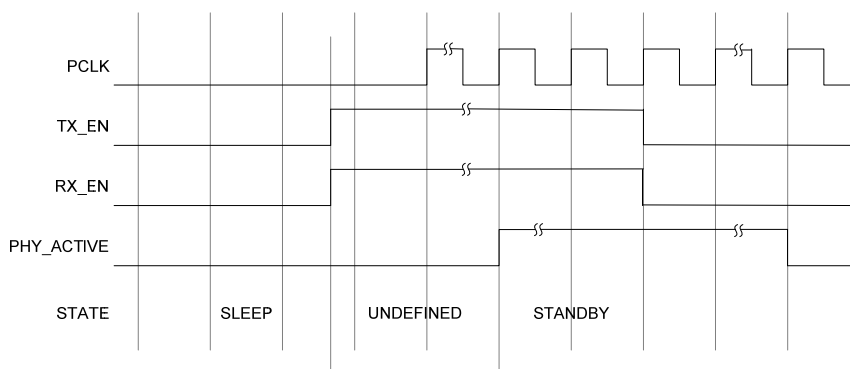 PCLK
TX_EN
RX_EN
PHY_ACTIVE
STATE SLEEP UNDEFINED STANDBY